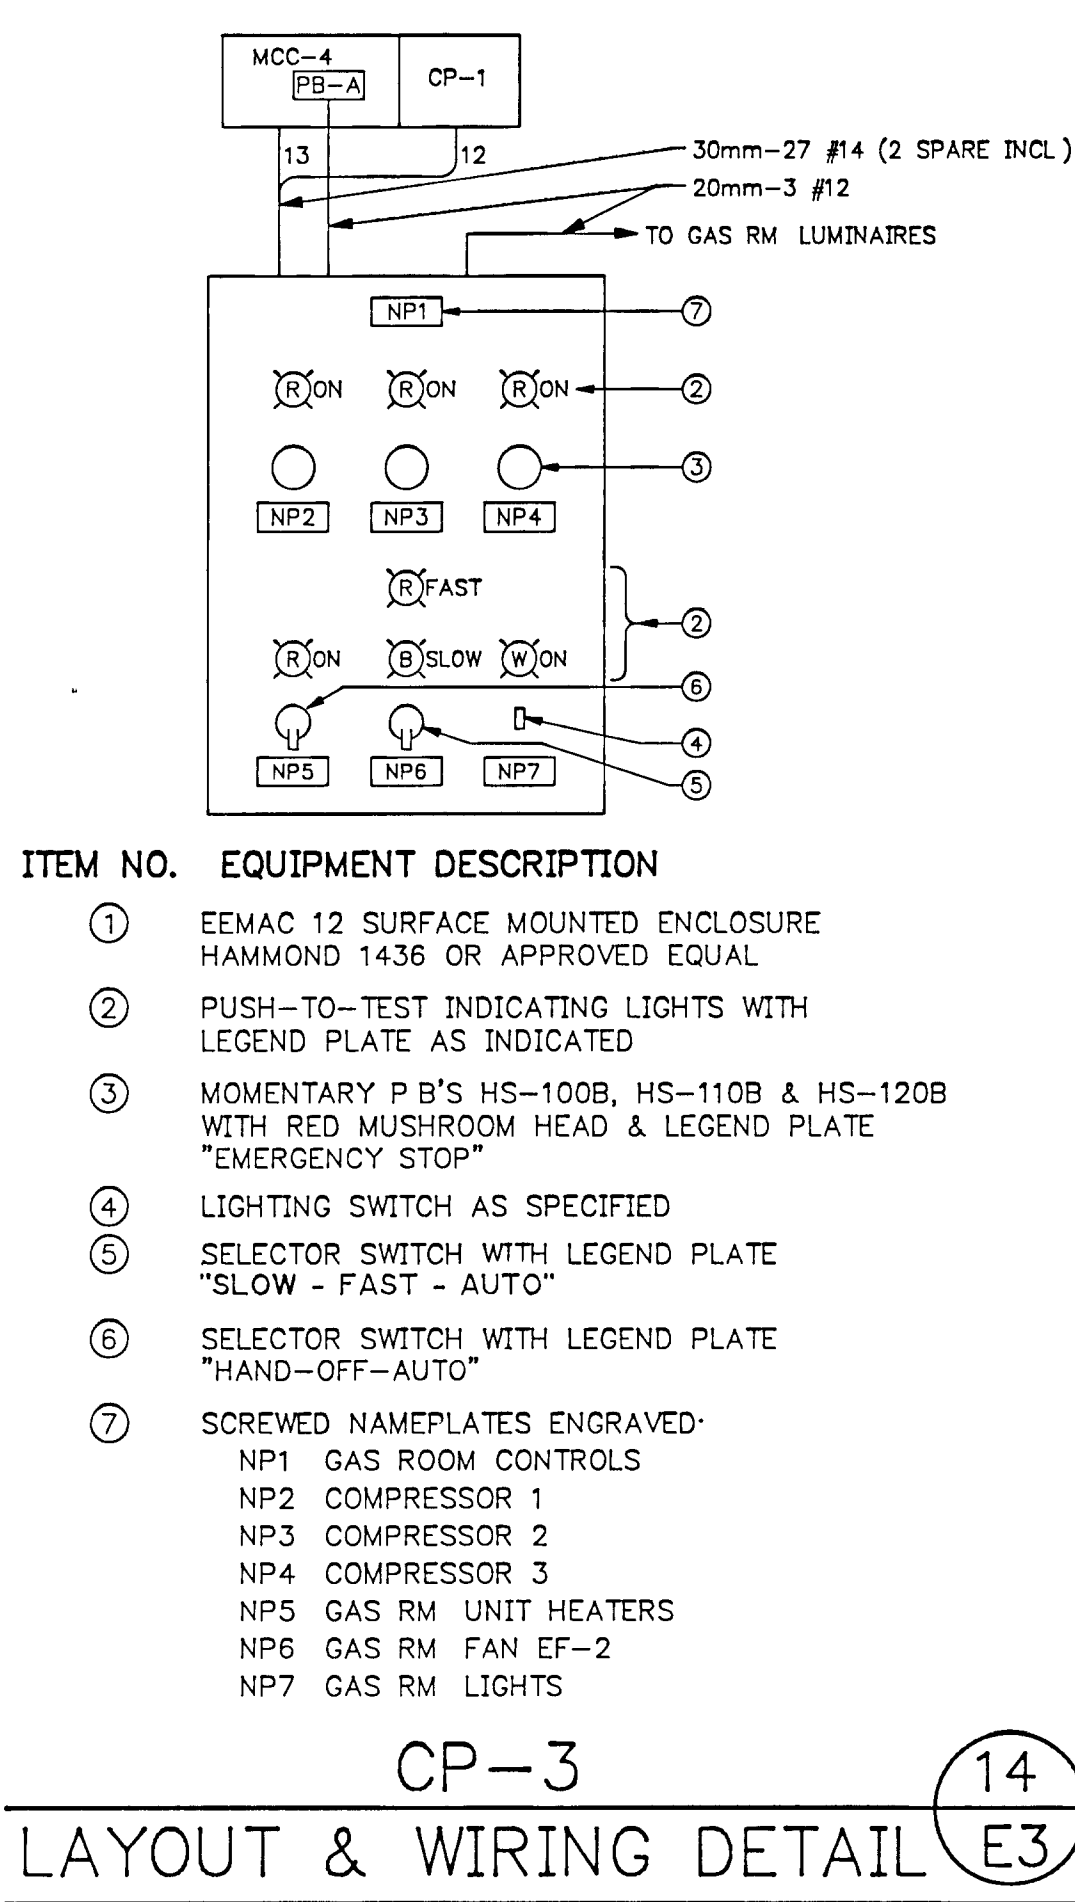 MCC-4
PB-A
CP-1
13
12
30mm-27 #14 (2 SPARE INCL)
20mm-3 #12
TO GAS RM LUMINAIRES
NP1
7
R ON R ON R ON
2
3
NP2 NP3 NP4
R FAST
2
R ON B SLOW W ON
6
4
NP5 NP6 NP7
5
ITEM NO. EQUIPMENT DESCRIPTION
1 EEMAC 12 SURFACE MOUNTED ENCLOSURE
HAMMOND 1436 OR APPROVED EQUAL
2 PUSH-TO-TEST INDICATING LIGHTS WITH
LEGEND PLATE AS INDICATED
3 MOMENTARY P B'S HS-100B, HS-110B & HS-120B
WITH RED MUSHROOM HEAD & LEGEND PLATE
"EMERGENCY STOP"
4 LIGHTING SWITCH AS SPECIFIED
5 SELECTOR SWITCH WITH LEGEND PLATE
"SLOW - FAST - AUTO"
6 SELECTOR SWITCH WITH LEGEND PLATE
"HAND-OFF-AUTO"
7 SCREWED NAMEPLATES ENGRAVED·
NP1 GAS ROOM CONTROLS
NP2 COMPRESSOR 1
NP3 COMPRESSOR 2
NP4 COMPRESSOR 3
NP5 GAS RM UNIT HEATERS
NP6 GAS RM FAN EF-2
NP7 GAS RM LIGHTS
CP-3
14
LAYOUT & WIRING DETAIL
E3